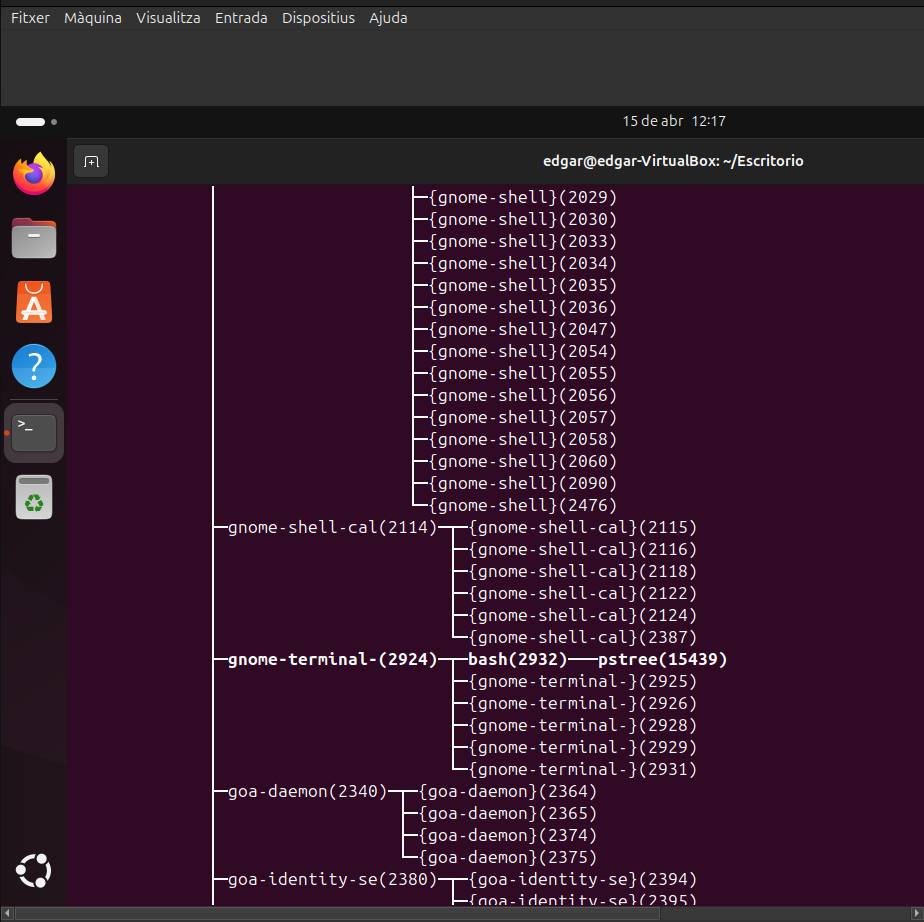 Fitxer Màquina Visualitza Entrada Dispositius Ajuda
15 de abr 12:17
edgar@edgar-VirtualBox: ~/Escritorio
{gnome-shell}(2029)
{gnome-shell}(2030)
{gnome-shell}(2033)
{gnome-shell}(2034)
{gnome-shell}(2035)
{gnome-shell}(2036)
{gnome-shell}(2047)
{gnome-shell}(2054)
{gnome-shell}(2055)
{gnome-shell}(2056)
{gnome-shell}(2057)
{gnome-shell}(2058)
{gnome-shell}(2060)
{gnome-shell}(2090)
{gnome-shell}(2476)
gnome-shell-cal(2114) {gnome-shell-cal}(2115)
{gnome-shell-cal}(2116)
{gnome-shell-cal}(2118)
{gnome-shell-cal}(2122)
{gnome-shell-cal}(2124)
{gnome-shell-cal}(2387)
gnome-terminal-(2924) bash(2932) pstree(15439)
{gnome-terminal-}(2925)
{gnome-terminal-}(2926)
{gnome-terminal-}(2928)
{gnome-terminal-}(2929)
{gnome-terminal-}(2931)
goa-daemon(2340) {goa-daemon}(2364)
{goa-daemon}(2365)
{goa-daemon}(2374)
{goa-daemon}(2375)
goa-identity-se(2380) {goa-identity-se}(2394)
{goa-identity-se}(2395)